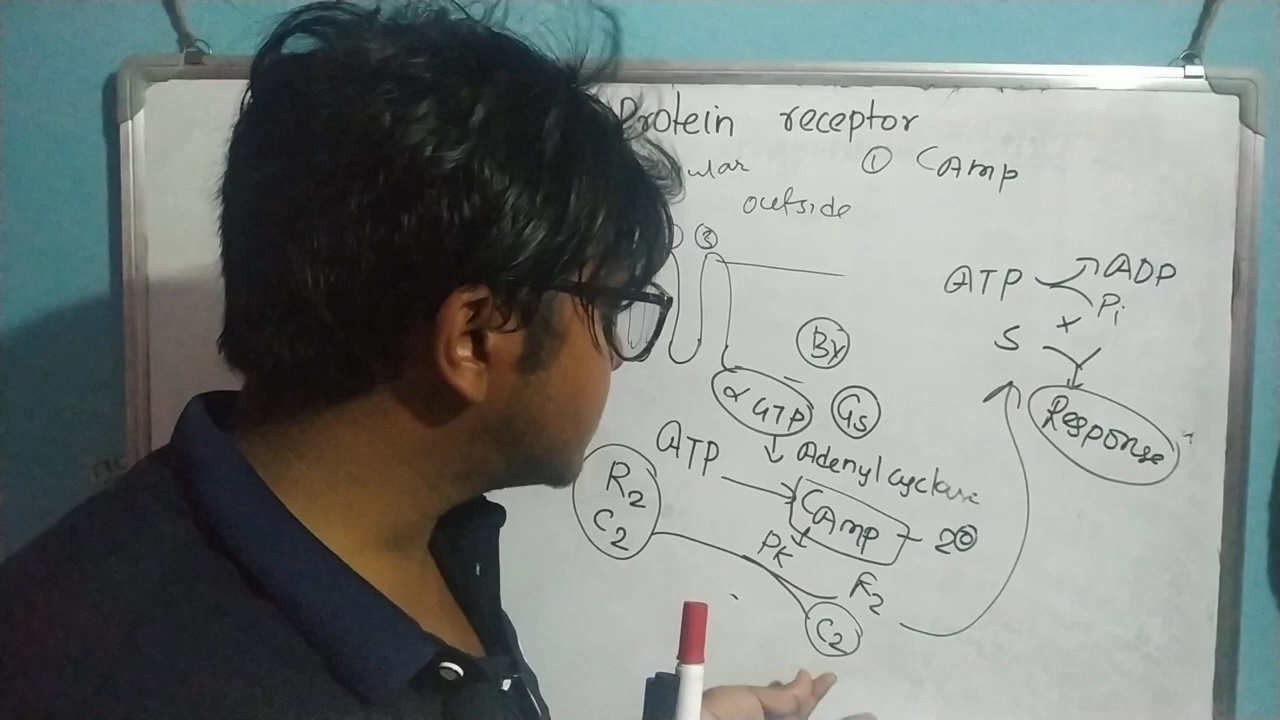 Protein receptor
ular ① CAMP
outside
③
ATP ADP
Pi
S +
Response
Bγ
α GTP Gs
ATP Adenylcyclase
CAMP 2⊙
PK
R2
C2
R2
C2